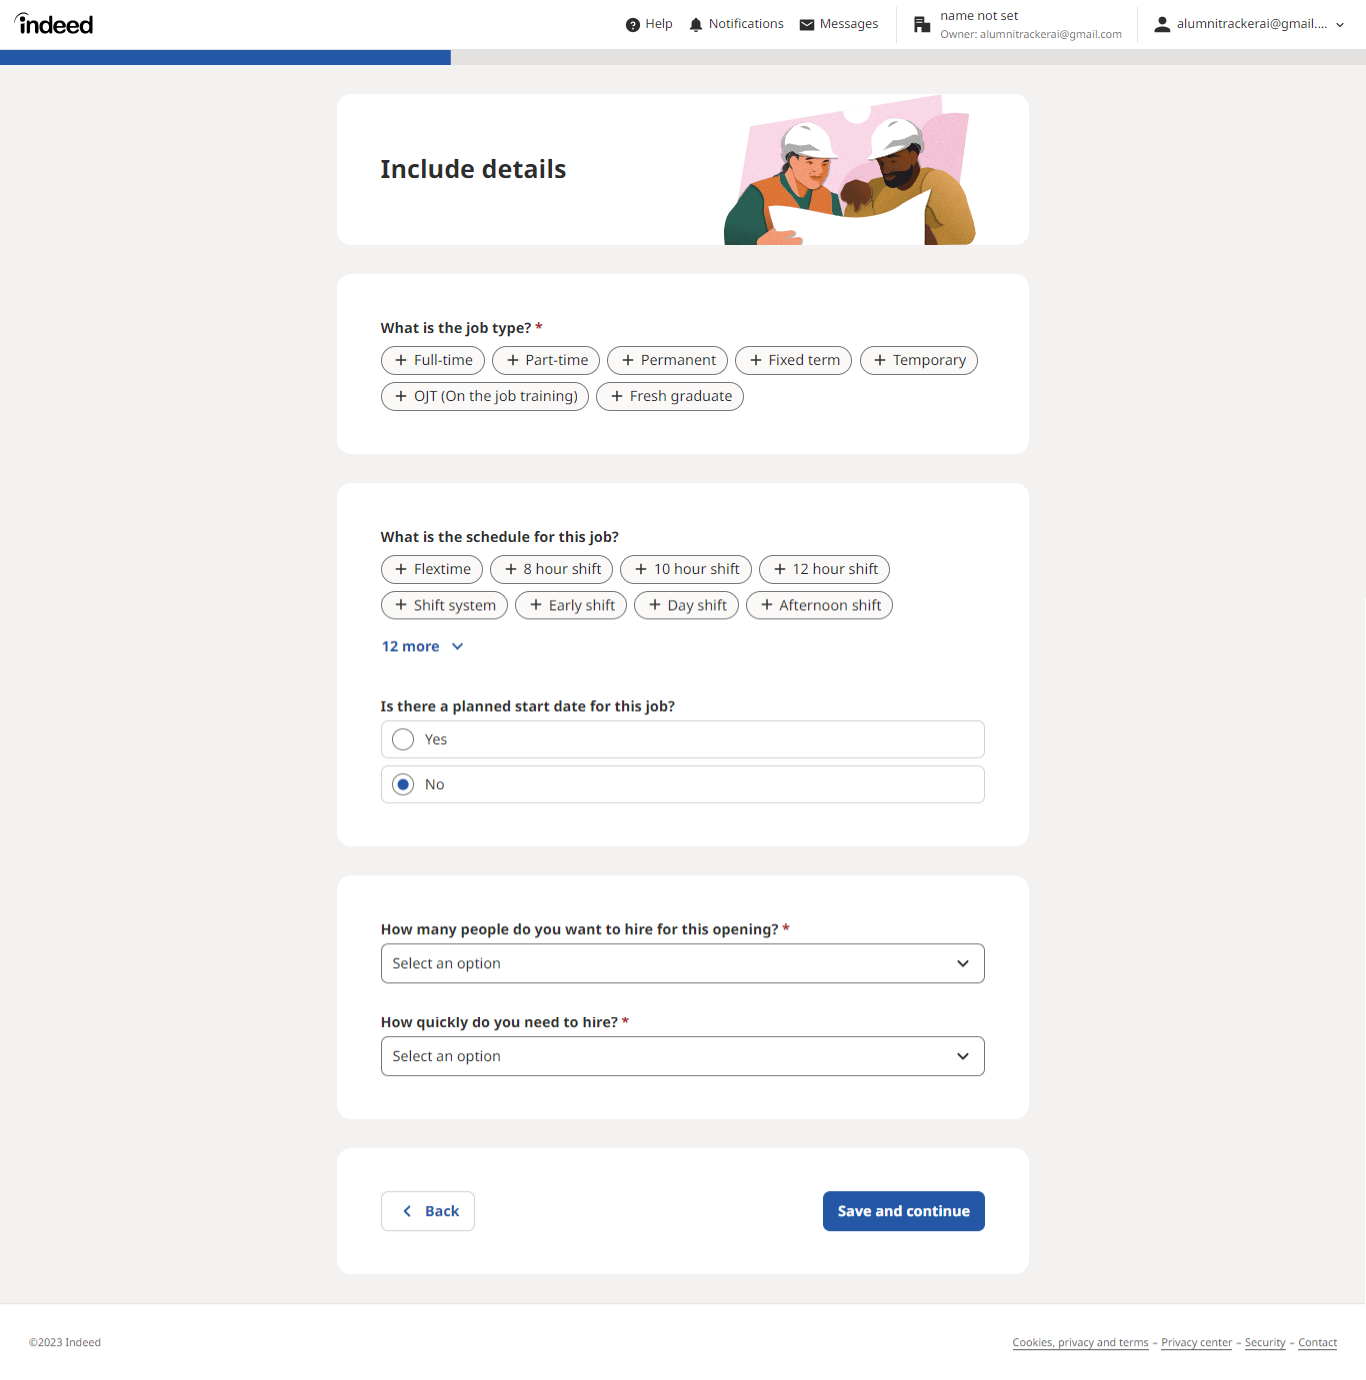 indeed
Help Notifications Messages name not set alumnitrackerai@gmail....
Owner: alumnitrackerai@gmail.com
Include details
What is the job type? *
Full-time Part-time Permanent Fixed term Temporary
OJT (On the job training) Fresh graduate
What is the schedule for this job?
Flextime 8 hour shift 10 hour shift 12 hour shift
Shift system Early shift Day shift Afternoon shift
12 more
Is there a planned start date for this job?
Yes
No
How many people do you want to hire for this opening? *
Select an option
How quickly do you need to hire? *
Select an option
Back Save and continue
©2023 Indeed Cookies, privacy and terms – Privacy center – Security – Contact